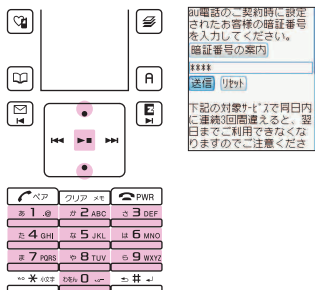 A
ペア
クリア メモ
PWR
あ 1 .@
か 2 ABC
さ 3 DEF
た 4 GHI
な 5 JKL
は 6 MNO
ま 7 PQRS
や 8 TUV
ら 9 WXYZ
* 
わをん 0
#
au電話のご契約時に設定
されたお客様の暗証番号
を入力してください。
暗証番号の案内
****
送信 リセット
下記の対象サービスで同日内
に連続3回間違えると、翌
日までご利用できなくな
りますのでご注意くださ